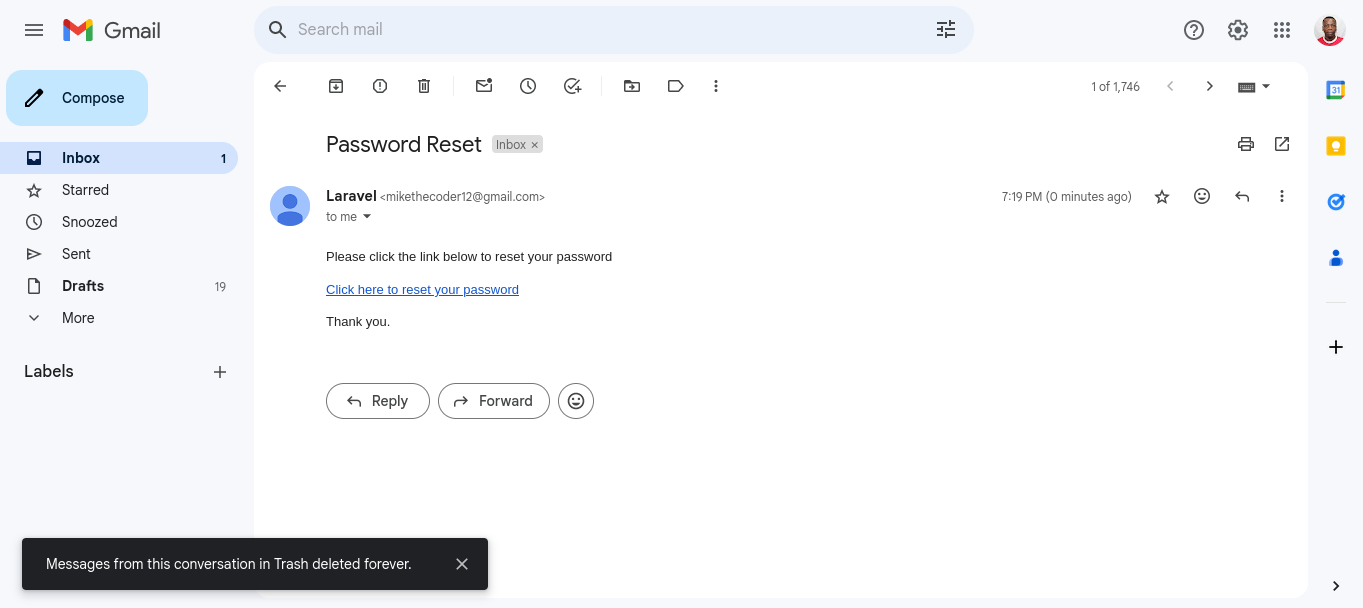 Gmail
Search mail
Compose
1 of 1,746
31
Password Reset Inbox ×
Inbox 1
Laravel <mikethecoder12@gmail.com> 7:19 PM (0 minutes ago)
to me
Starred
Snoozed
Sent
Drafts 19
More
Labels
Please click the link below to reset your password
Click here to reset your password
Thank you.
Reply Forward
Messages from this conversation in Trash deleted forever.